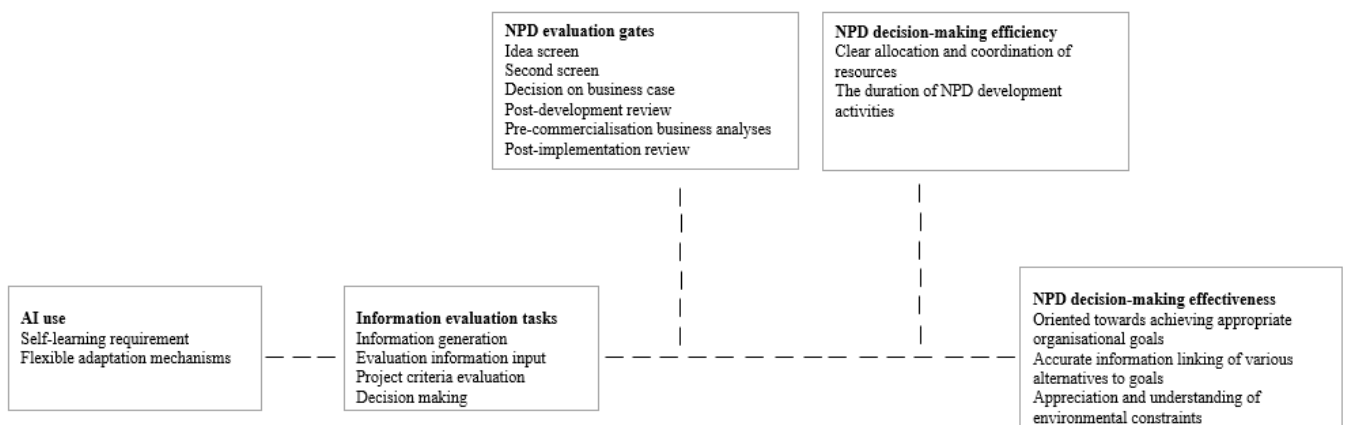 NPD evaluation gates
Idea screen
Second screen
Decision on business case
Post-development review
Pre-commercialisation business analyses
Post-implementation review
NPD decision-making efficiency
Clear allocation and coordination of
resources
The duration of NPD development
activities
AI use
Self-learning requirement
Flexible adaptation mechanisms
Information evaluation tasks
Information generation
Evaluation information input
Project criteria evaluation
Decision making
NPD decision-making effectiveness
Oriented towards achieving appropriate
organisational goals
Accurate information linking of various
alternatives to goals
Appreciation and understanding of
environmental constraints